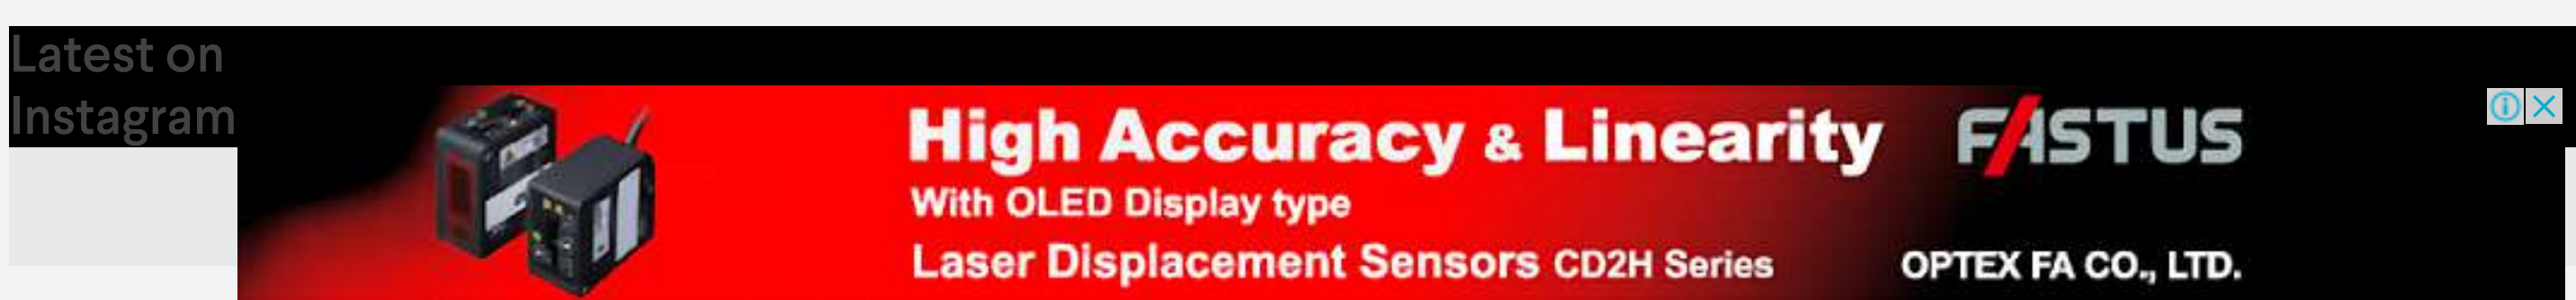 Latest on
Instagram
High Accuracy & Linearity
FASTUS
With OLED Display type
Laser Displacement Sensors CD2H Series
OPTEX FA CO., LTD.